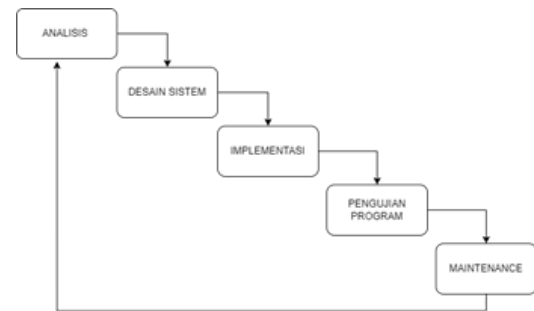 ANALISIS
DESAIN SISTEM
IMPLEMENTASI
PENGUJIAN
PROGRAM
MAINTENANCE